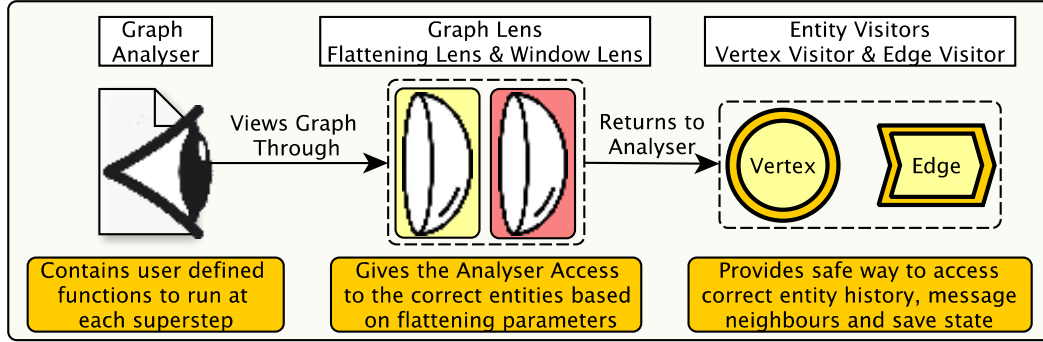 Graph
Analyser
Graph Lens
Flattening Lens & Window Lens
Entity Visitors
Vertex Visitor & Edge Visitor
Views Graph
Through
Returns to
Analyser
Vertex
Edge
Contains user defined
functions to run at
each superstep
Gives the Analyser Access
to the correct entities based
on flattening parameters
Provides safe way to access
correct entity history, message
neighbours and save state